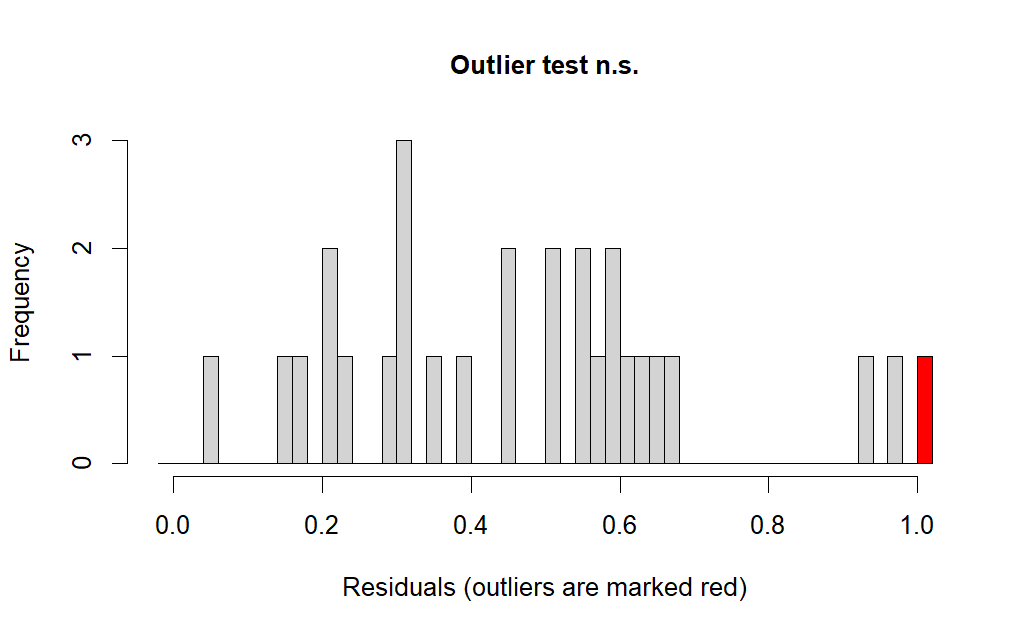 Outlier test n.s.
Frequency
3
2
1
0
0.0 0.2 0.4 0.6 0.8 1.0
Residuals (outliers are marked red)